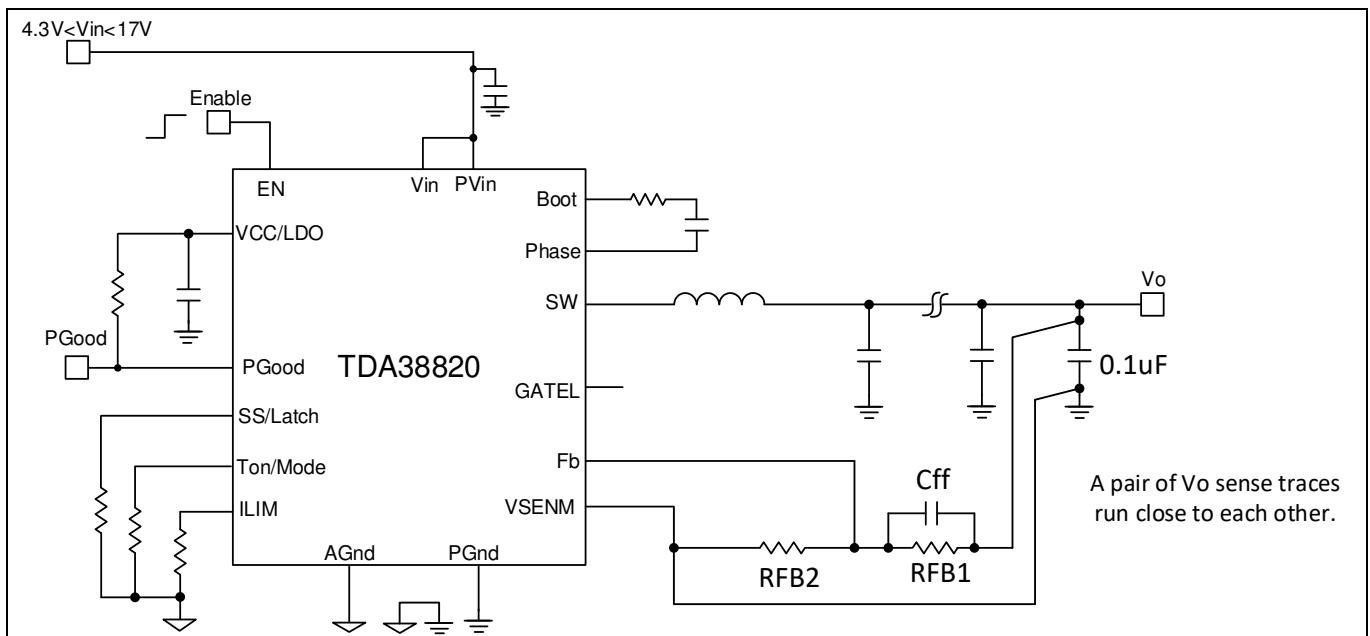 4.3V<Vin<17V
Enable
EN
Vin
PVin
Boot
VCC/LDO
Phase
SW
Vo
PGood
PGood
TDA38820
0.1uF
GATEL
SS/Latch
Fb
Ton/Mode
Cff
A pair of Vo sense traces
run close to each other.
ILIM
VSENM
AGnd
PGnd
RFB2
RFB1